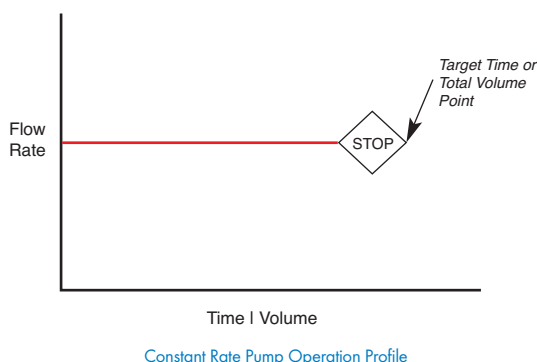 Target Time or
Total Volume
Point
Flow
Rate
STOP
Time | Volume
Constant Rate Pump Operation Profile